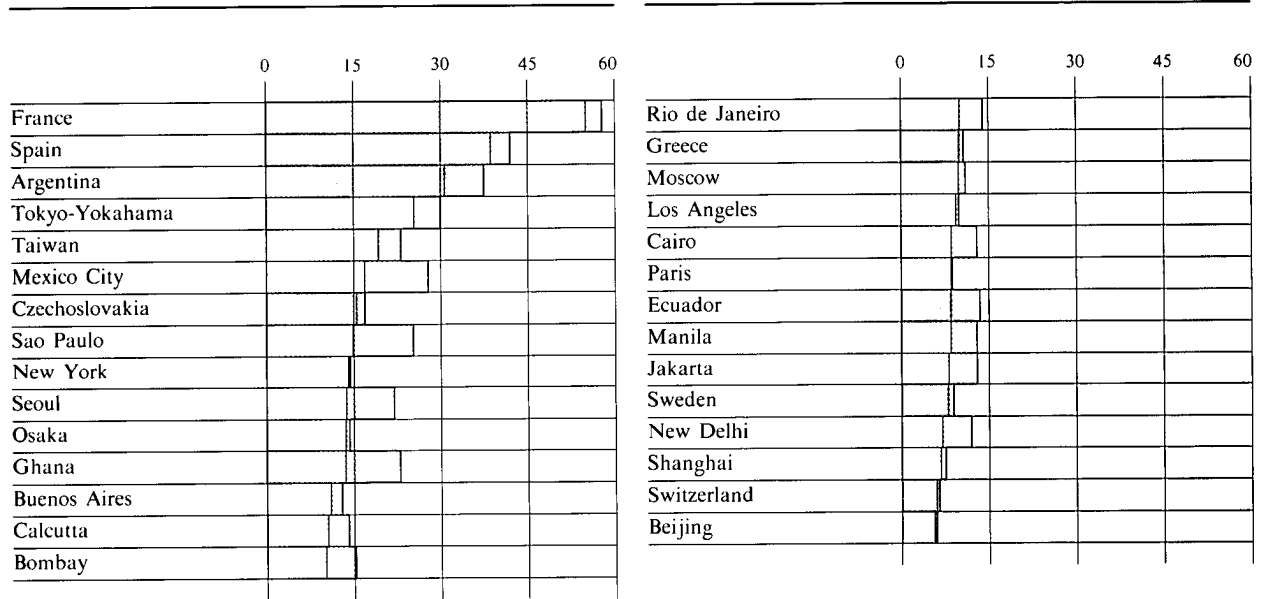 0 15 30 45 60
France
Spain
Argentina
Tokyo-Yokahama
Taiwan
Mexico City
Czechoslovakia
Sao Paulo
New York
Seoul
Osaka
Ghana
Buenos Aires
Calcutta
Bombay
0 15 30 45 60
Rio de Janeiro
Greece
Moscow
Los Angeles
Cairo
Paris
Ecuador
Manila
Jakarta
Sweden
New Delhi
Shanghai
Switzerland
Beijing